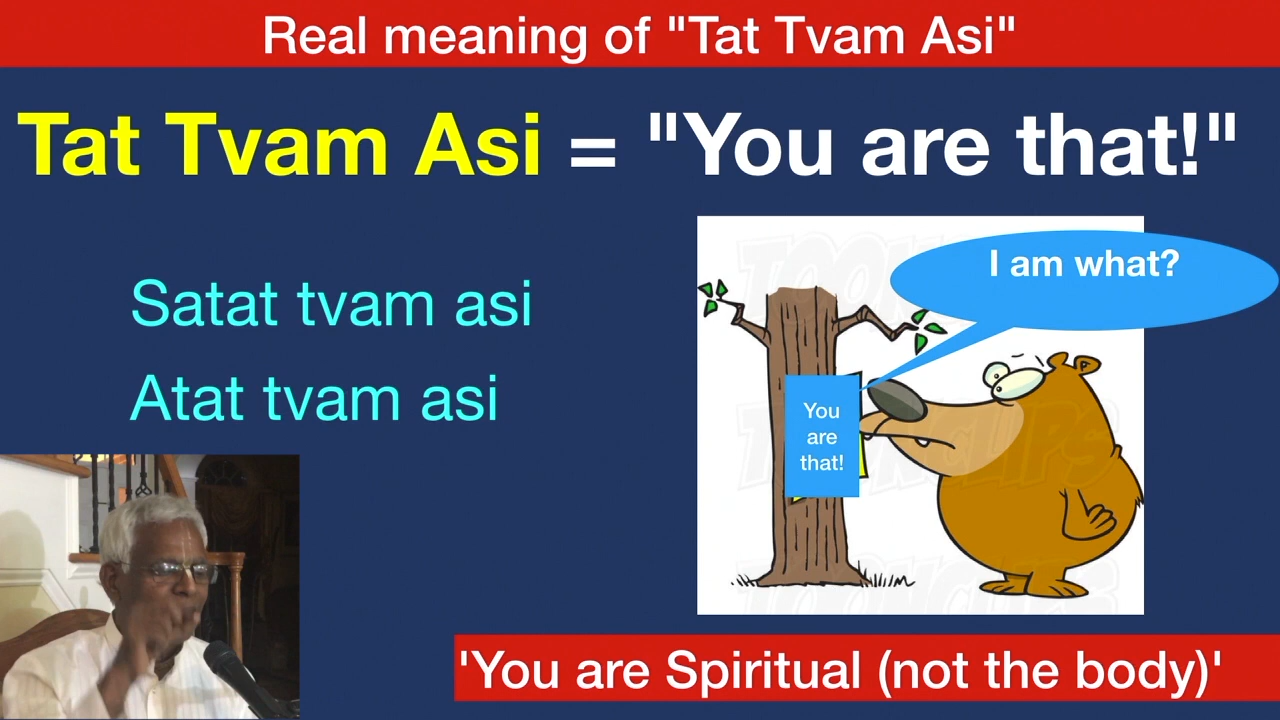 Real meaning of "Tat Tvam Asi"
Tat Tvam Asi = "You are that!"
Satat tvam asi
Atat tvam asi
I am what?
You
are
that!
'You are Spiritual (not the body)'